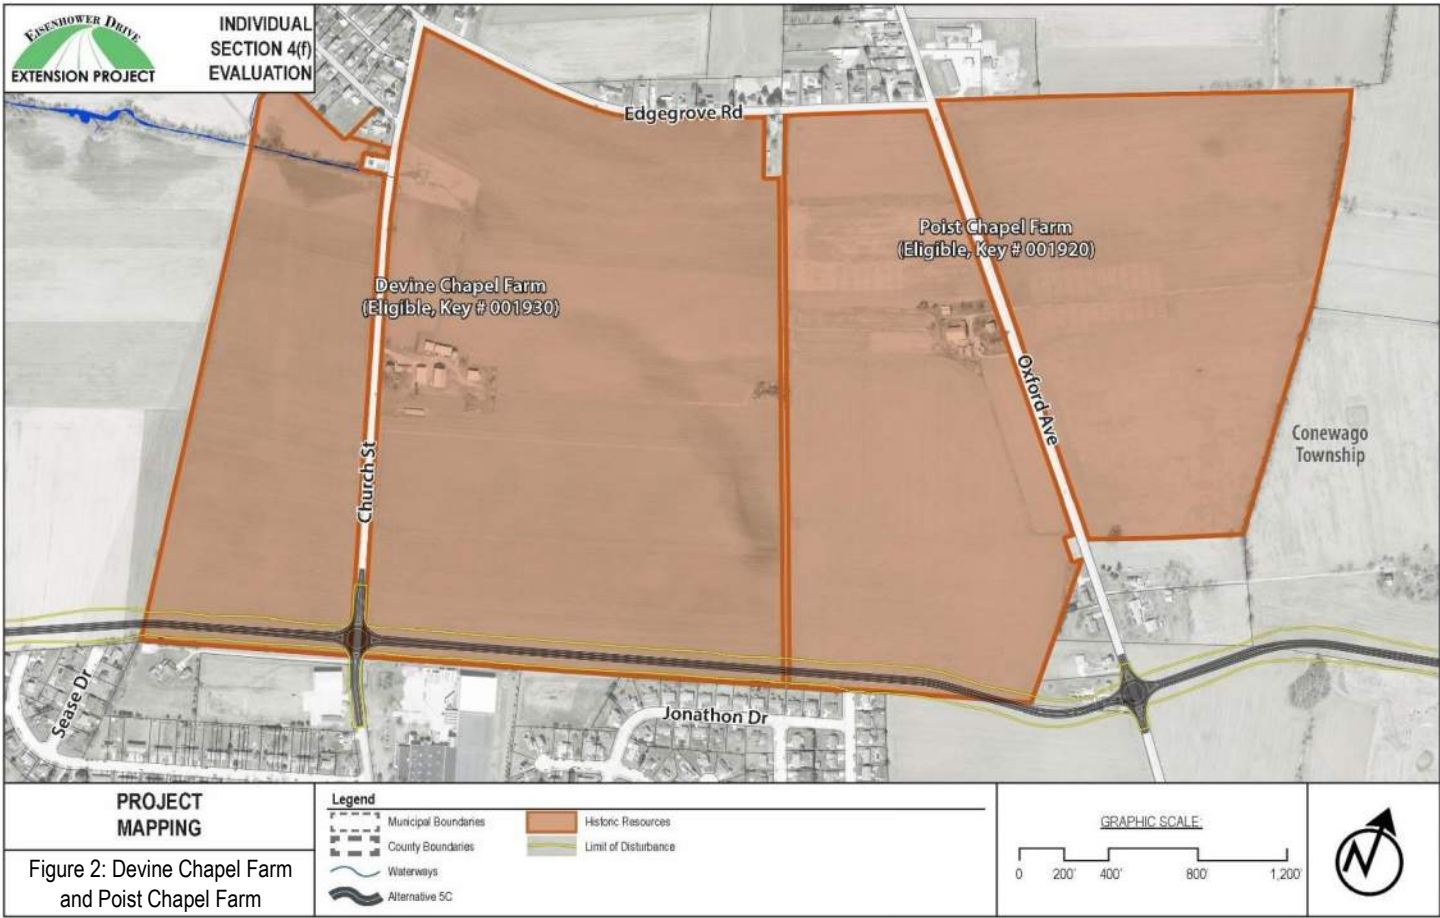 EISENHOWER DRIVE
EXTENSION PROJECT
INDIVIDUAL
SECTION 4(f)
EVALUATION
Edgegrove Rd
Poist Chapel Farm
(Eligible, Key # 001920)
Devine Chapel Farm
(Eligible, Key # 001930)
Oxford Ave
Conewago
Township
Church St
Sease Dr
Jonathon Dr
PROJECT
MAPPING
Figure 2: Devine Chapel Farm
and Poist Chapel Farm
Legend
Municipal Boundaries
County Boundaries
Waterways
Alternative 5C
Historic Resources
Limit of Disturbance
GRAPHIC SCALE:
0 200' 400' 800' 1,200'
N